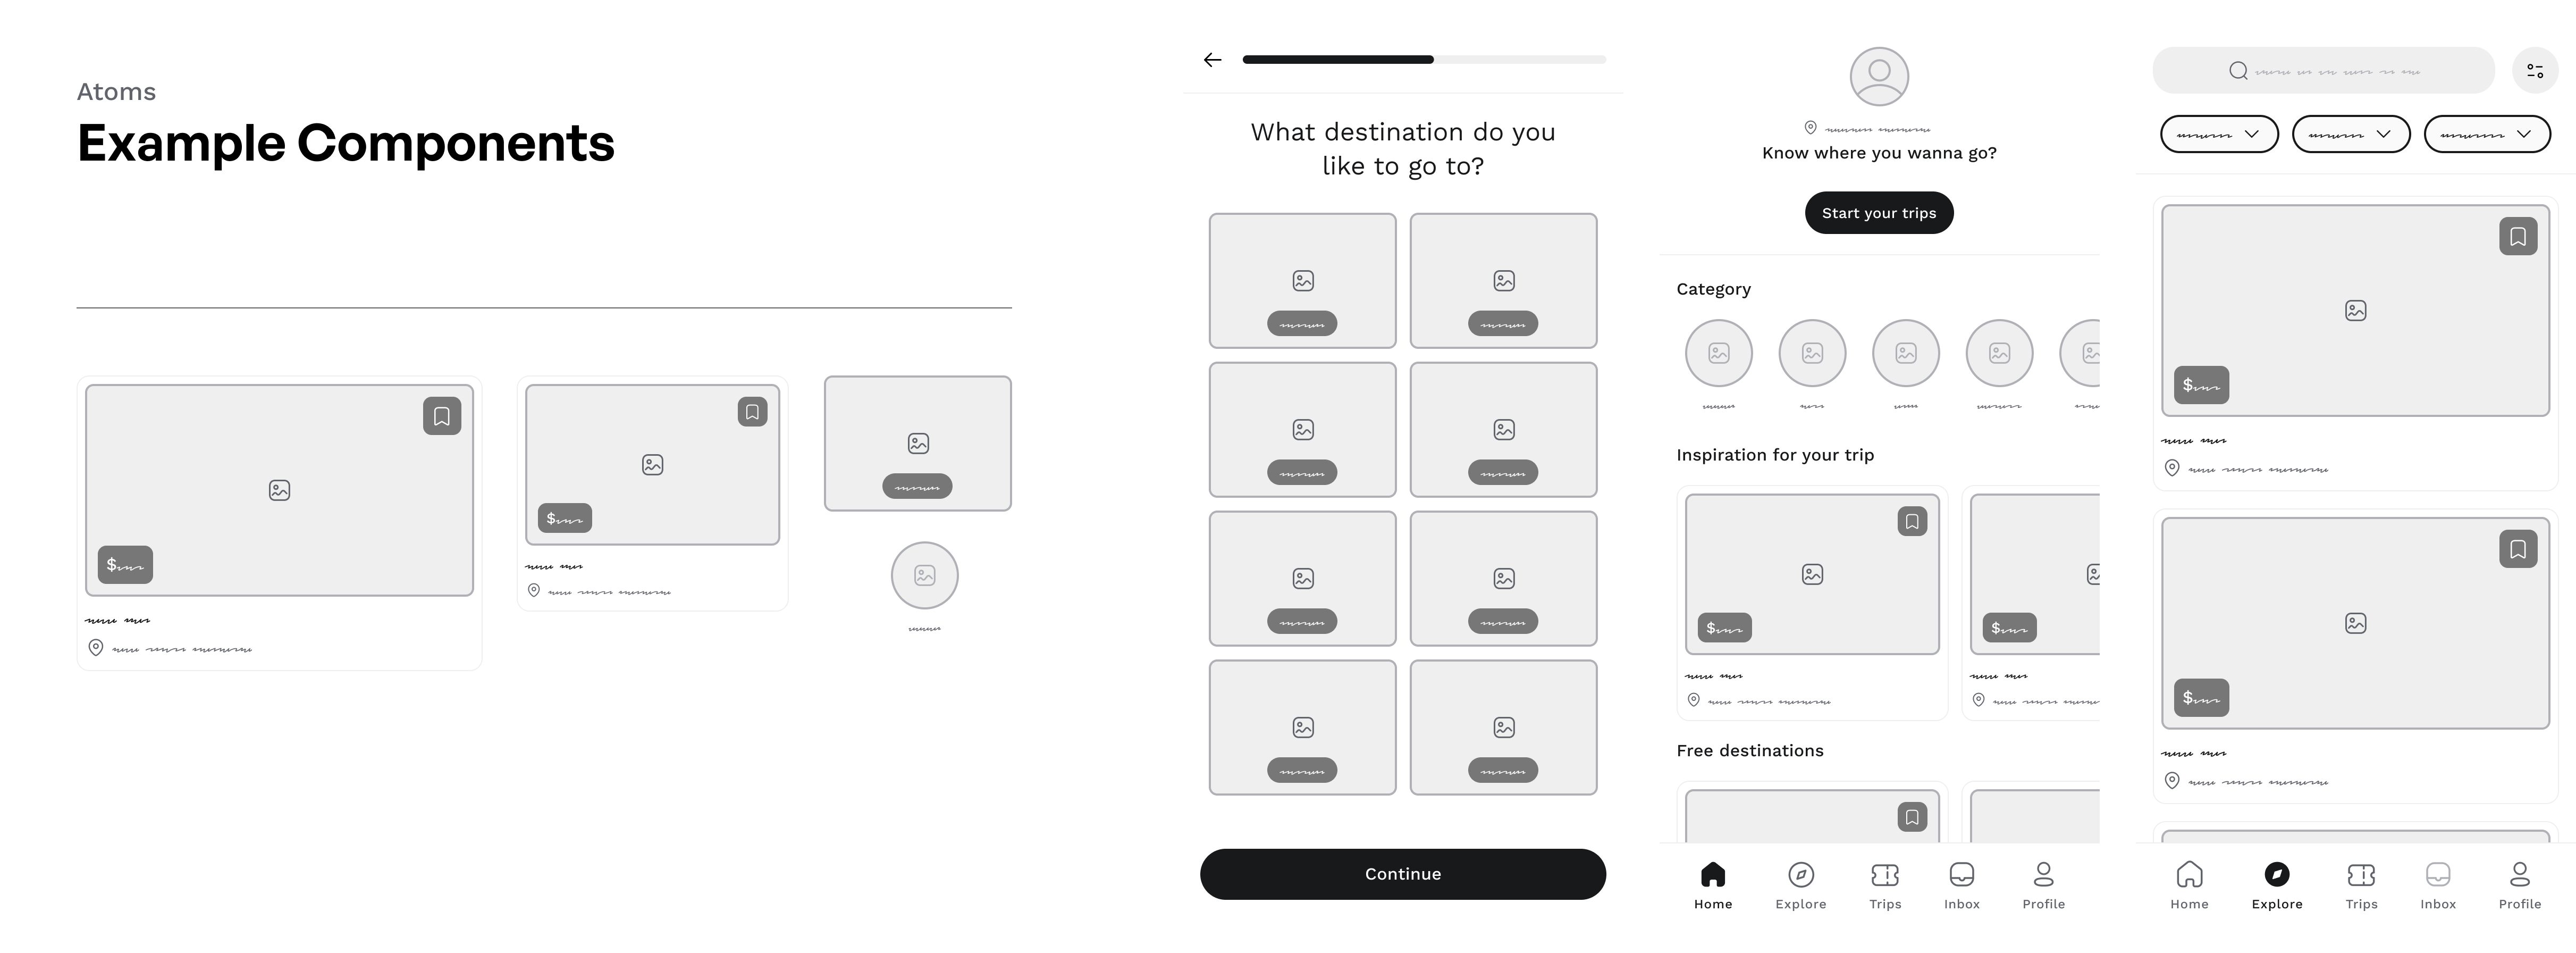 Atoms
Example Components
$
$
What destination do you
like to go to?
Continue
Know where you wanna go?
Start your trips
Category
Inspiration for your trip
$
$
Free destinations
Home
Explore
Trips
Inbox
Profile
$
$
Home
Explore
Trips
Inbox
Profile